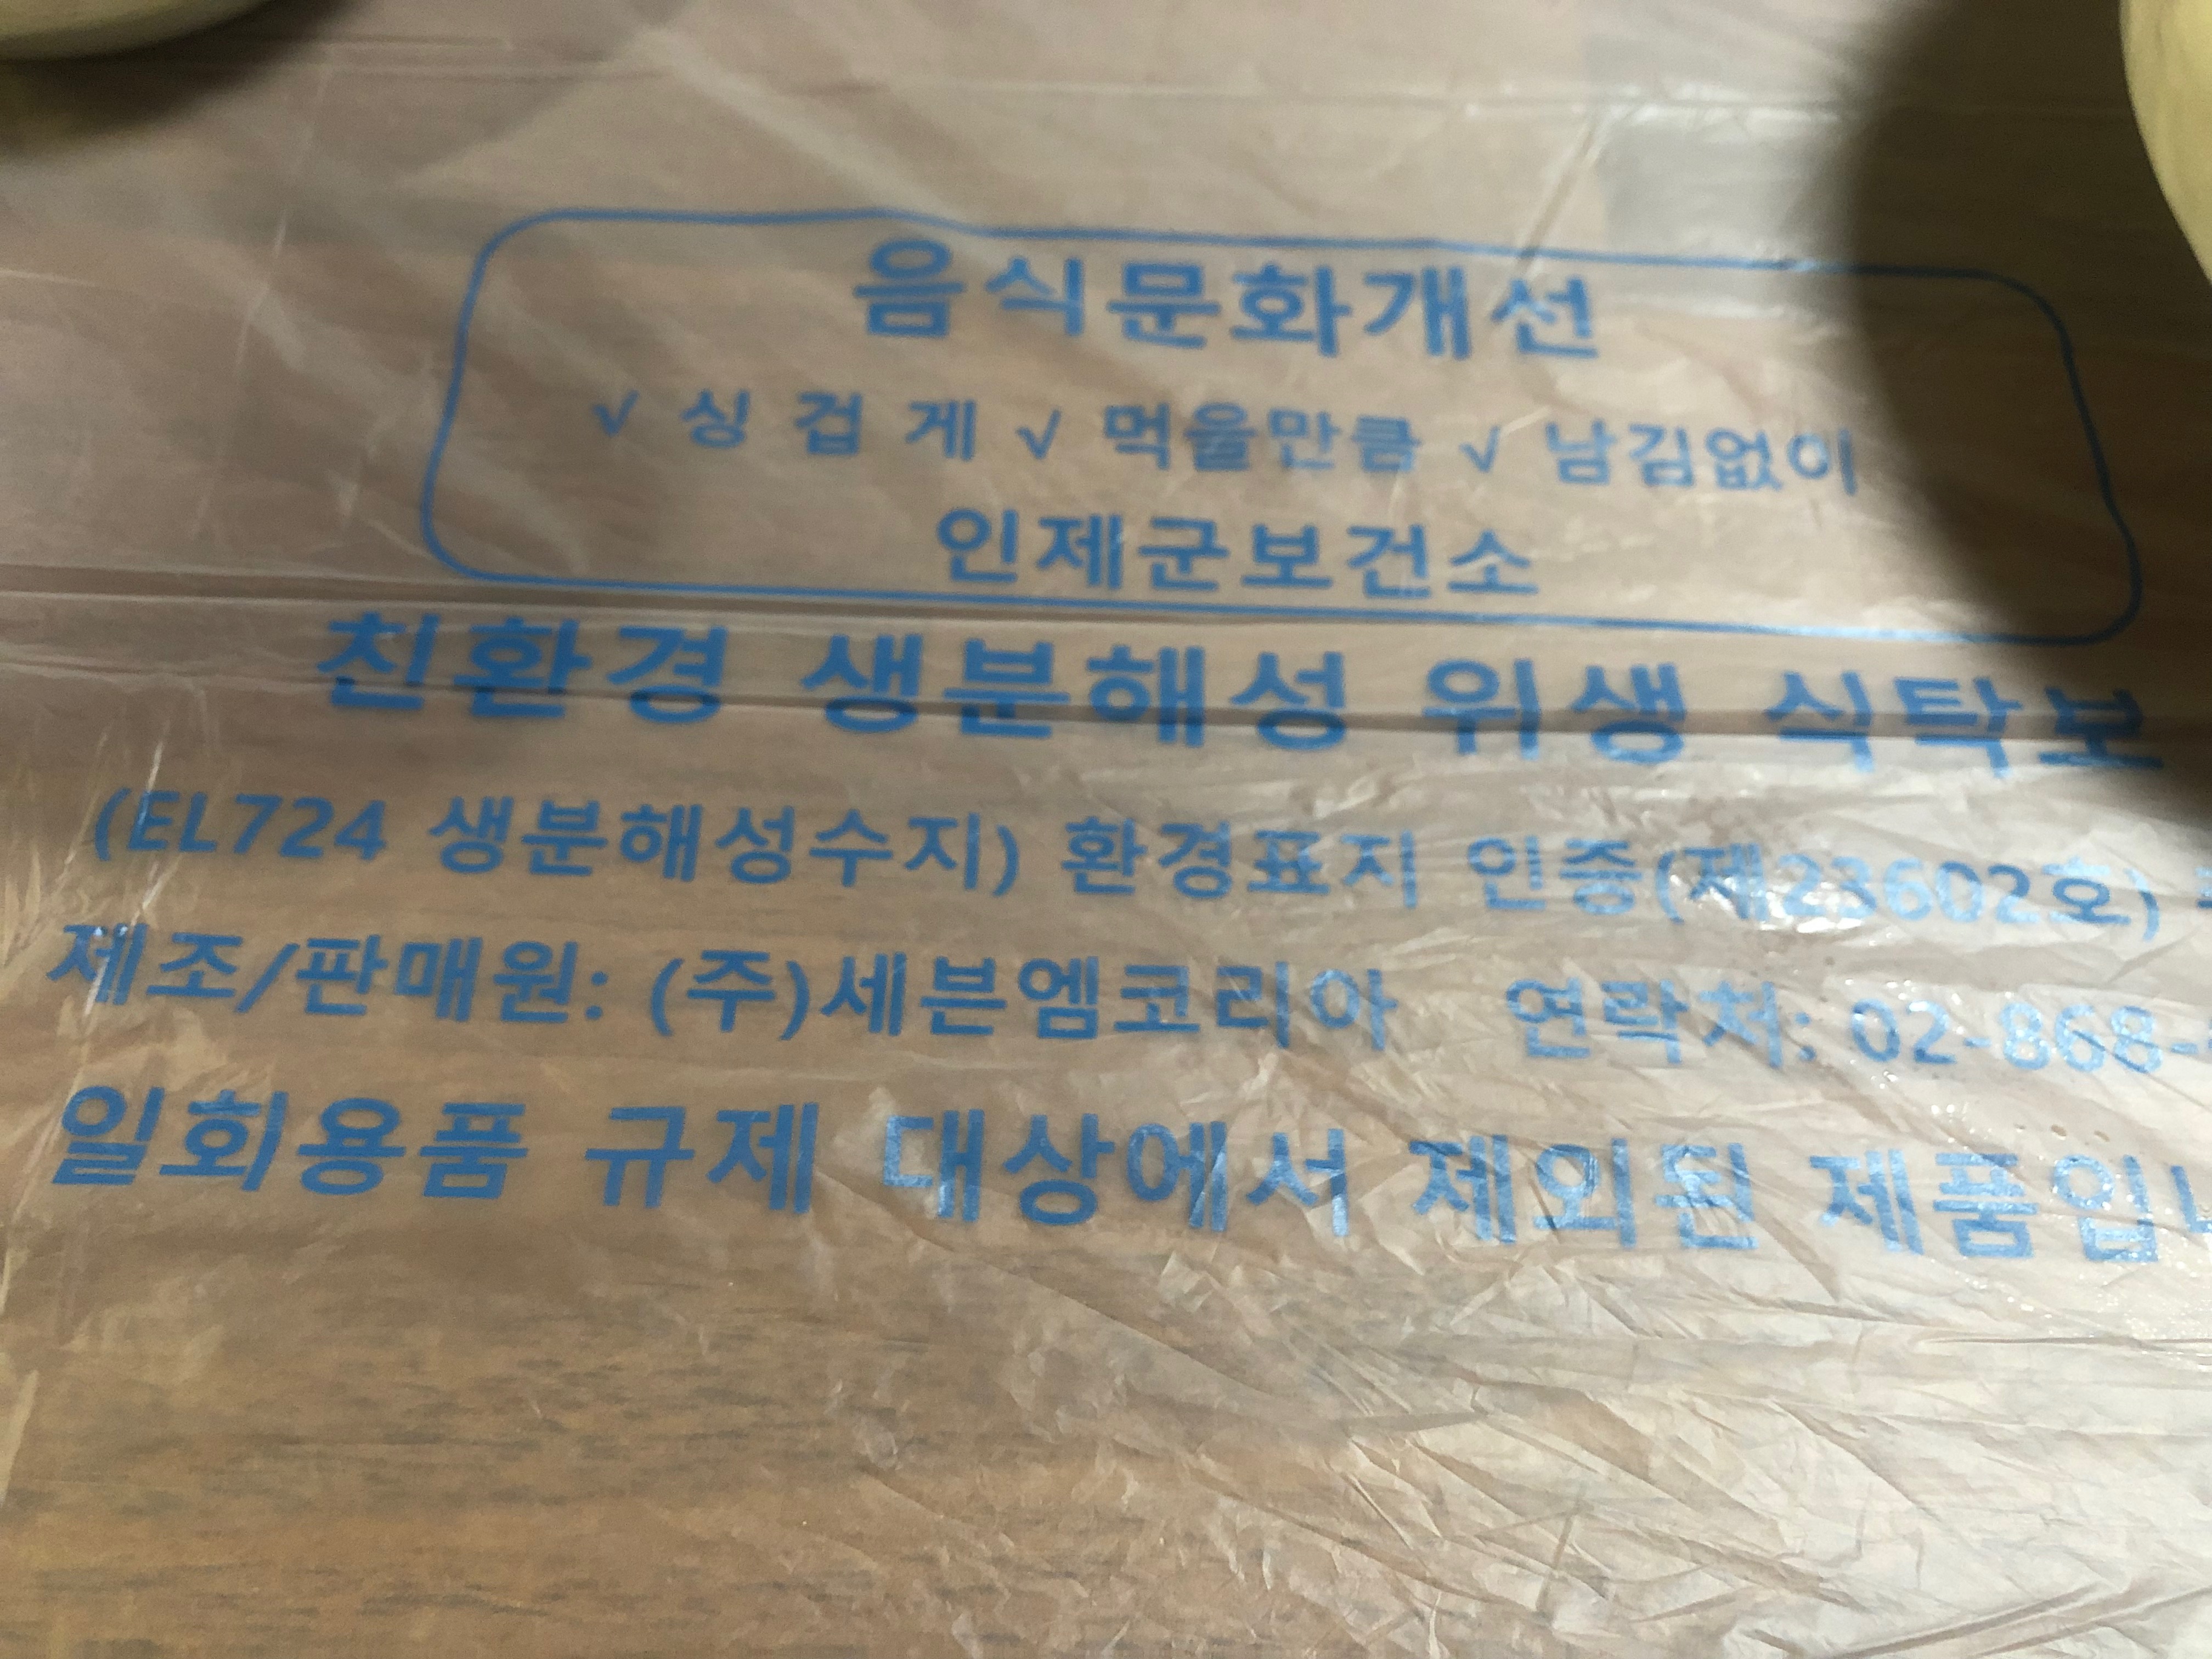 음식문화개선
√ 싱 겁 게 √ 먹을만큼 √ 남김없이
인제군보건소
친환경 생분해성 위생 식탁보
(EL724 생분해성수지) 환경표지 인증(제23602호)
제조/판매원: (주)세븐엠코리아 연락처: 02-868-
일회용품 규제 대상에서 제외된 제품입